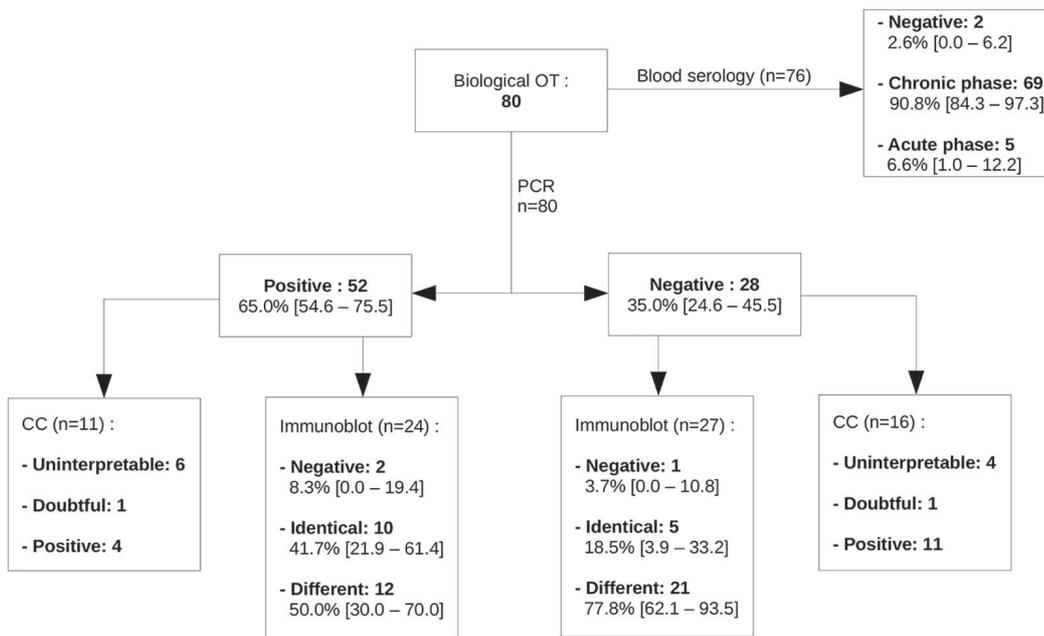 Biological OT :
80
Blood serology (n=76)
- Negative: 2
2.6% [0.0 – 6.2]
- Chronic phase: 69
90.8% [84.3 – 97.3]
- Acute phase: 5
6.6% [1.0 – 12.2]
PCR
n=80
Positive : 52
65.0% [54.6 – 75.5]
Negative : 28
35.0% [24.6 – 45.5]
CC (n=11) :
- Uninterpretable: 6
- Doubtful: 1
- Positive: 4
Immunoblot (n=24) :
- Negative: 2
8.3% [0.0 – 19.4]
- Identical: 10
41.7% [21.9 – 61.4]
- Different: 12
50.0% [30.0 – 70.0]
Immunoblot (n=27) :
- Negative: 1
3.7% [0.0 – 10.8]
- Identical: 5
18.5% [3.9 – 33.2]
- Different: 21
77.8% [62.1 – 93.5]
CC (n=16) :
- Uninterpretable: 4
- Doubtful: 1
- Positive: 11